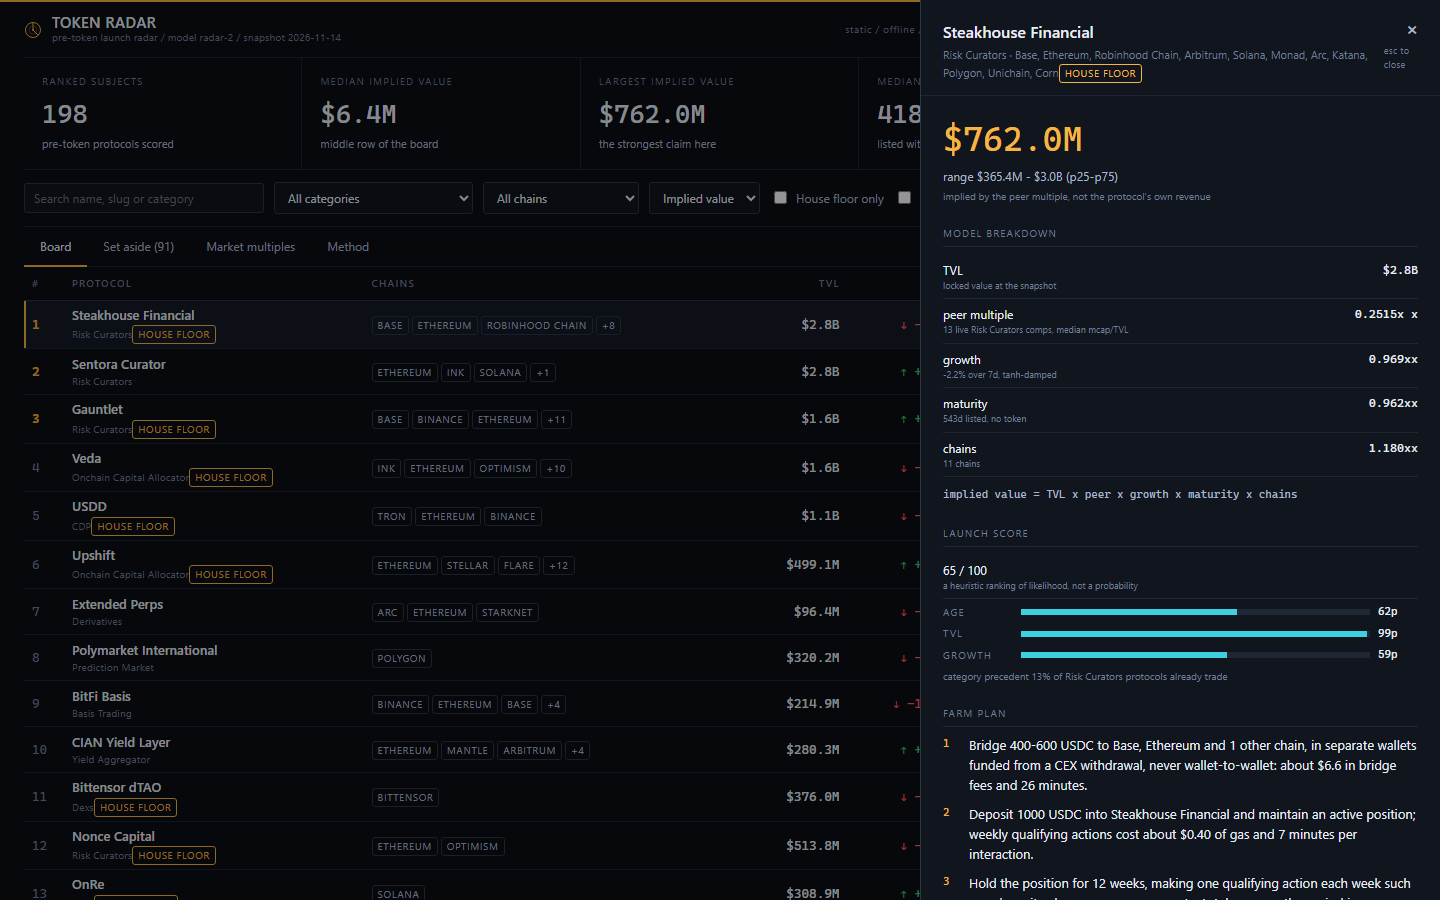 TOKEN RADAR
pre-token launch radar / model radar-2 / snapshot 2026-11-14
static / offline /
RANKED SUBJECTS
198
pre-token protocols scored
MEDIAN IMPLIED VALUE
$6.4M
middle row of the board
LARGEST IMPLIED VALUE
$762.0M
the strongest claim here
MEDIAN
418
listed wit
Search name, slug or category
All categories
All chains
Implied value
House floor only
Board
Set aside (91)
Market multiples
Method
# PROTOCOL CHAINS TVL
1 Steakhouse Financial
Risk Curators HOUSE FLOOR
BASE ETHEREUM ROBINHOOD CHAIN +8 $2.8B ↓ −
2 Sentora Curator
Risk Curators
ETHEREUM INK SOLANA +1 $2.8B ↑ +
3 Gauntlet
Risk Curators HOUSE FLOOR
BASE BINANCE ETHEREUM +11 $1.6B ↑ +
4 Veda
Onchain Capital Allocator HOUSE FLOOR
INK ETHEREUM OPTIMISM +10 $1.6B ↓ −
5 USDD
CDP HOUSE FLOOR
TRON ETHEREUM BINANCE $1.1B ↓ −
6 Upshift
Onchain Capital Allocator HOUSE FLOOR
ETHEREUM STELLAR FLARE +12 $499.1M ↑ +
7 Extended Perps
Derivatives
ARC ETHEREUM STARKNET $96.4M ↓ −
8 Polymarket International
Prediction Market
POLYGON $320.2M ↓ −
9 BitFi Basis
Basis Trading
BINANCE ETHEREUM BASE +4 $214.9M ↓ −1
10 CIAN Yield Layer
Yield Aggregator
ETHEREUM MANTLE ARBITRUM +4 $280.3M ↑ +
11 Bittensor dTAO
Dexs HOUSE FLOOR
BITTENSOR $376.0M ↓ −
12 Nonce Capital
Risk Curators HOUSE FLOOR
ETHEREUM OPTIMISM $513.8M ↓ −
13 OnRe
SOLANA $308.9M ↑ +
Steakhouse Financial
×
esc to
close
Risk Curators · Base, Ethereum, Robinhood Chain, Arbitrum, Solana, Monad, Arc, Katana,
Polygon, Unichain, Corn HOUSE FLOOR
$762.0M
range $365.4M - $3.0B (p25-p75)
implied by the peer multiple, not the protocol's own revenue
MODEL BREAKDOWN
TVL $2.8B
locked value at the snapshot
peer multiple 0.2515x x
13 live Risk Curators comps, median mcap/TVL
growth 0.969xx
-2.2% over 7d, tanh-damped
maturity 0.962xx
543d listed, no token
chains 1.180xx
11 chains
implied value = TVL x peer x growth x maturity x chains
LAUNCH SCORE
65 / 100
a heuristic ranking of likelihood, not a probability
AGE 62p
TVL 99p
GROWTH 59p
category precedent 13% of Risk Curators protocols already trade
FARM PLAN
1 Bridge 400-600 USDC to Base, Ethereum and 1 other chain, in separate wallets
funded from a CEX withdrawal, never wallet-to-wallet: about $6.6 in bridge
fees and 26 minutes.
2 Deposit 1000 USDC into Steakhouse Financial and maintain an active position;
weekly qualifying actions cost about $0.40 of gas and 7 minutes per
interaction.
3 Hold the position for 12 weeks, making one qualifying action each week such